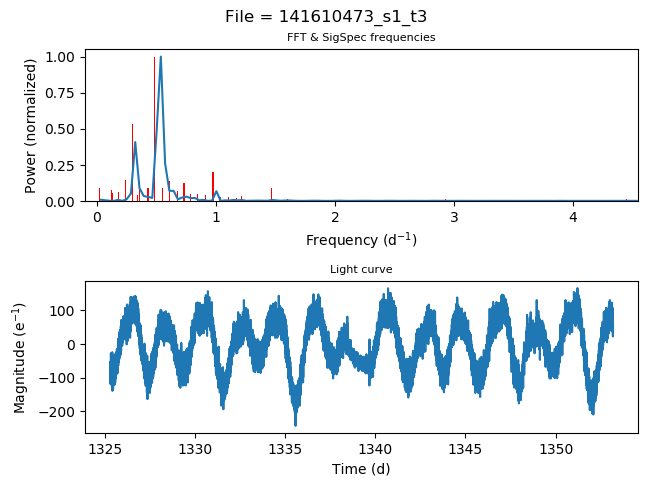 File = 141610473_s1_t3
FFT & SigSpec frequencies
Power (normalized)
1.00
0.75
0.50
0.25
0.00
0 1 2 3 4
Frequency (d⁻¹)
Light curve
Magnitude (e⁻¹)
100
0
−100
−200
1325 1330 1335 1340 1345 1350
Time (d)